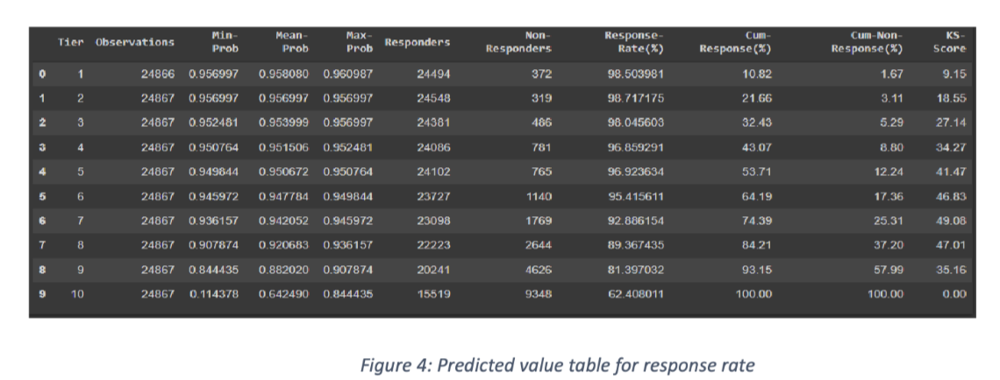 Tier Observations Min-Prob Mean-Prob Max-Prob Responders Non-Responders Response-Rate(%) Cum-Response(%) Cum-Non-Response(%) KS-Score
0 1 24866 0.956997 0.958080 0.960987 24494 372 98.503981 10.82 1.67 9.15
1 2 24867 0.956997 0.956997 0.956997 24548 319 98.717175 21.66 3.11 18.55
2 3 24867 0.952481 0.953999 0.956997 24381 486 98.045603 32.43 5.29 27.14
3 4 24867 0.950764 0.951506 0.952481 24086 781 96.859291 43.07 8.80 34.27
4 5 24867 0.949844 0.950672 0.950764 24102 765 96.923634 53.71 12.24 41.47
5 6 24867 0.945972 0.947784 0.949844 23727 1140 95.415611 64.19 17.36 46.83
6 7 24867 0.936157 0.942052 0.945972 23098 1769 92.886154 74.39 25.31 49.08
7 8 24867 0.907874 0.920683 0.936157 22223 2644 89.367435 84.21 37.20 47.01
8 9 24867 0.844435 0.882020 0.907874 20241 4626 81.397032 93.15 57.99 35.16
9 10 24867 0.114378 0.642490 0.844435 15519 9348 62.408011 100.00 100.00 0.00
Figure 4: Predicted value table for response rate